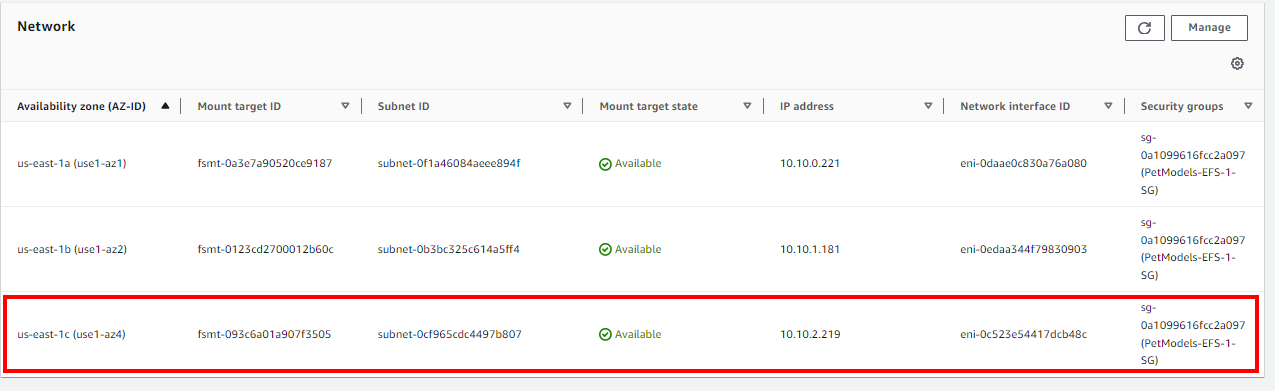 Network
Manage
Availability zone (AZ-ID) Mount target ID Subnet ID Mount target state IP address Network interface ID Security groups
us-east-1a (use1-az1) fsmt-0a3e7a90520ce9187 subnet-0f1a46084aeee894f Available 10.10.0.221 eni-0daae0c830a76a080 sg-
0a1099616fcc2a097
(PetModels-EFS-1-
SG)
us-east-1b (use1-az2) fsmt-0123cd2700012b60c subnet-0b3bc325c614a5ff4 Available 10.10.1.181 eni-0edaa344f79830903 sg-
0a1099616fcc2a097
(PetModels-EFS-1-
SG)
us-east-1c (use1-az4) fsmt-093c6a01a907f3505 subnet-0cf965cdc4497b807 Available 10.10.2.219 eni-0c523e54417dcb48c sg-
0a1099616fcc2a097
(PetModels-EFS-1-
SG)